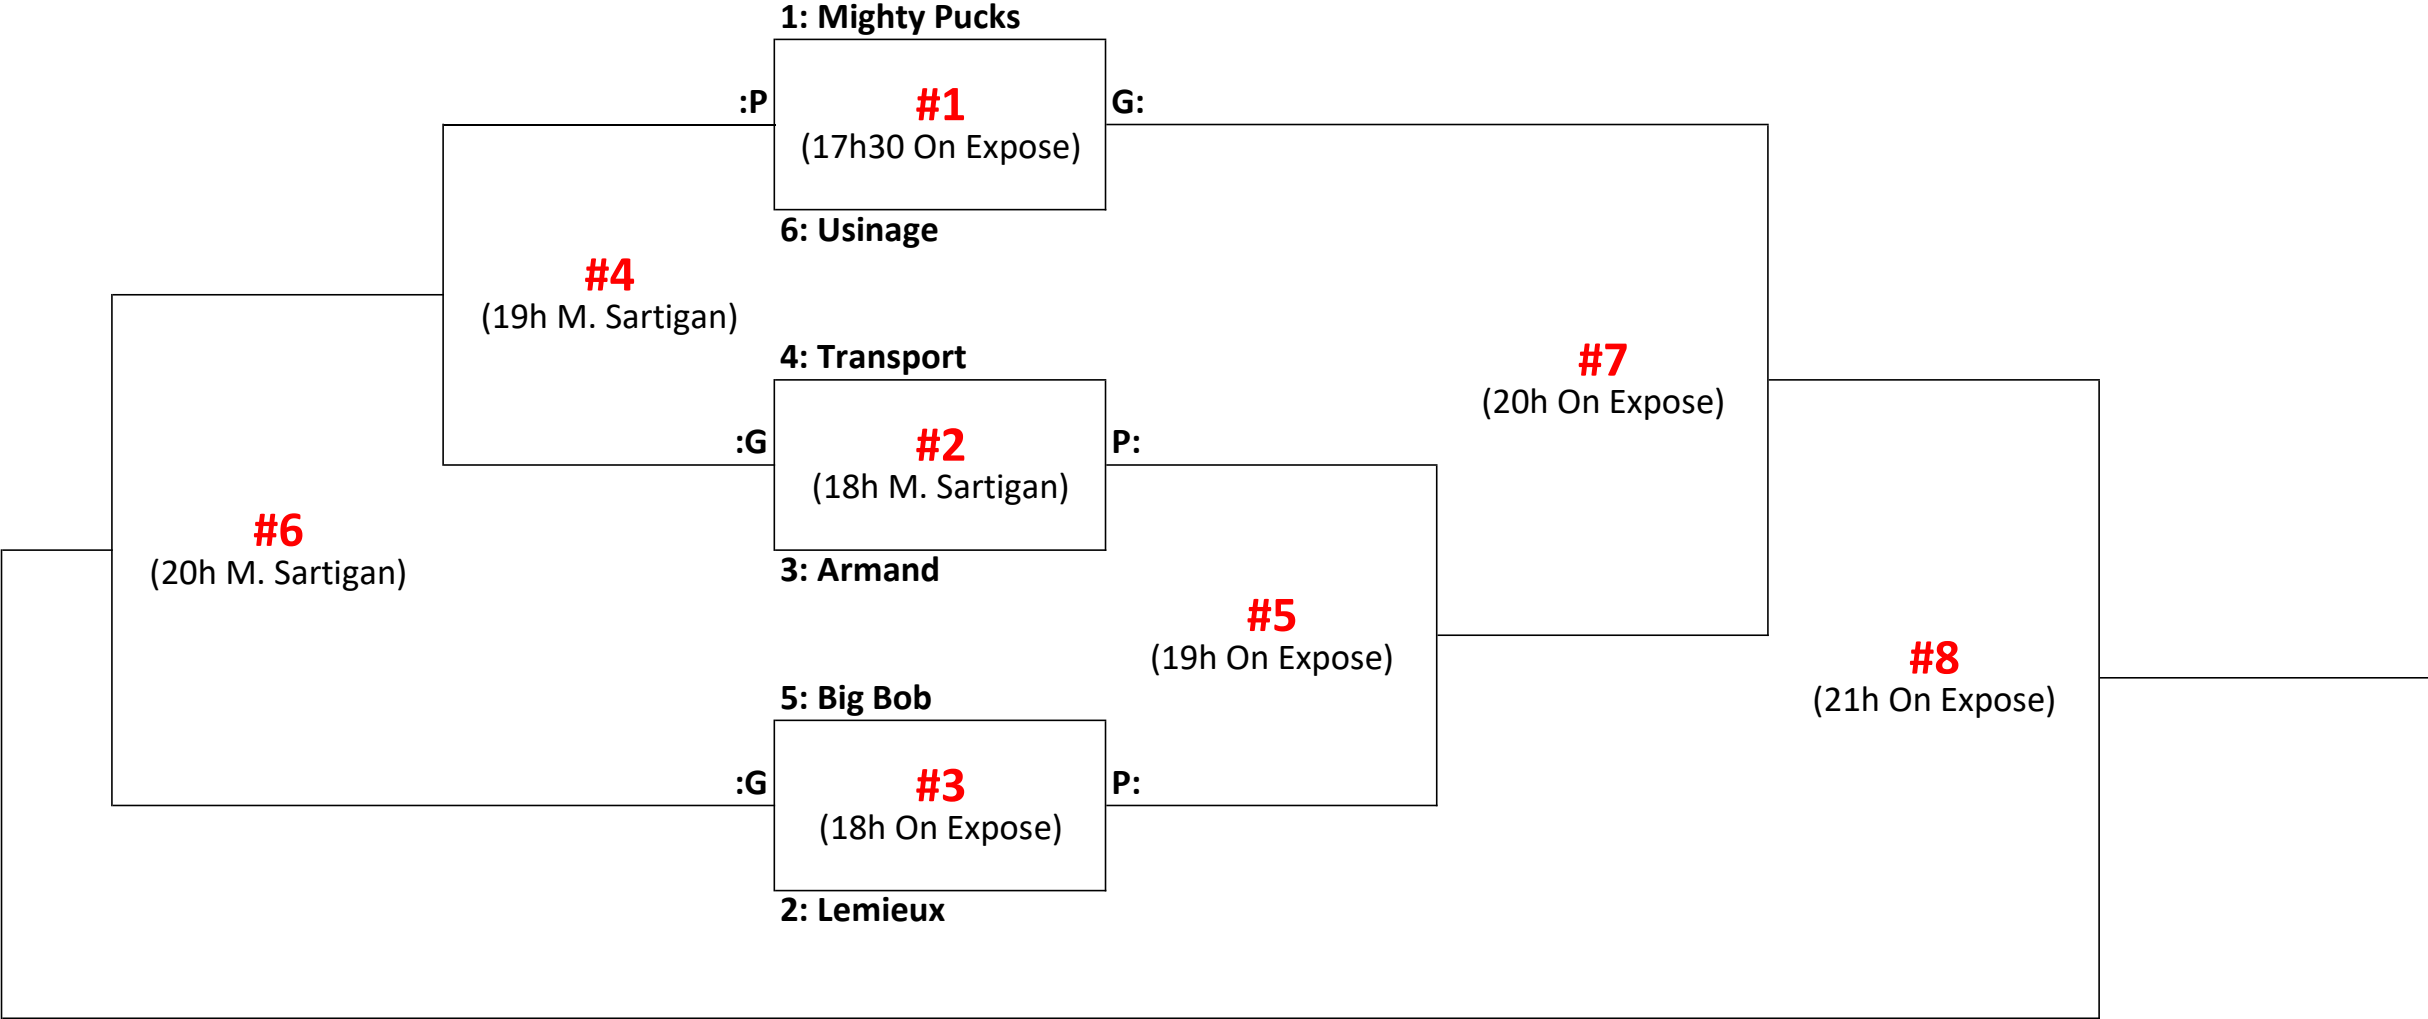 1: Mighty Pucks
:P
#1
G:
(17h30 On Expose)
6: Usinage
#4
(19h M. Sartigan)
4: Transport
#7
(20h On Expose)
:G
#2
P:
(18h M. Sartigan)
#6
(20h M. Sartigan)
3: Armand
#5
(19h On Expose)
#8
(21h On Expose)
5: Big Bob
:G
#3
P:
(18h On Expose)
2: Lemieux